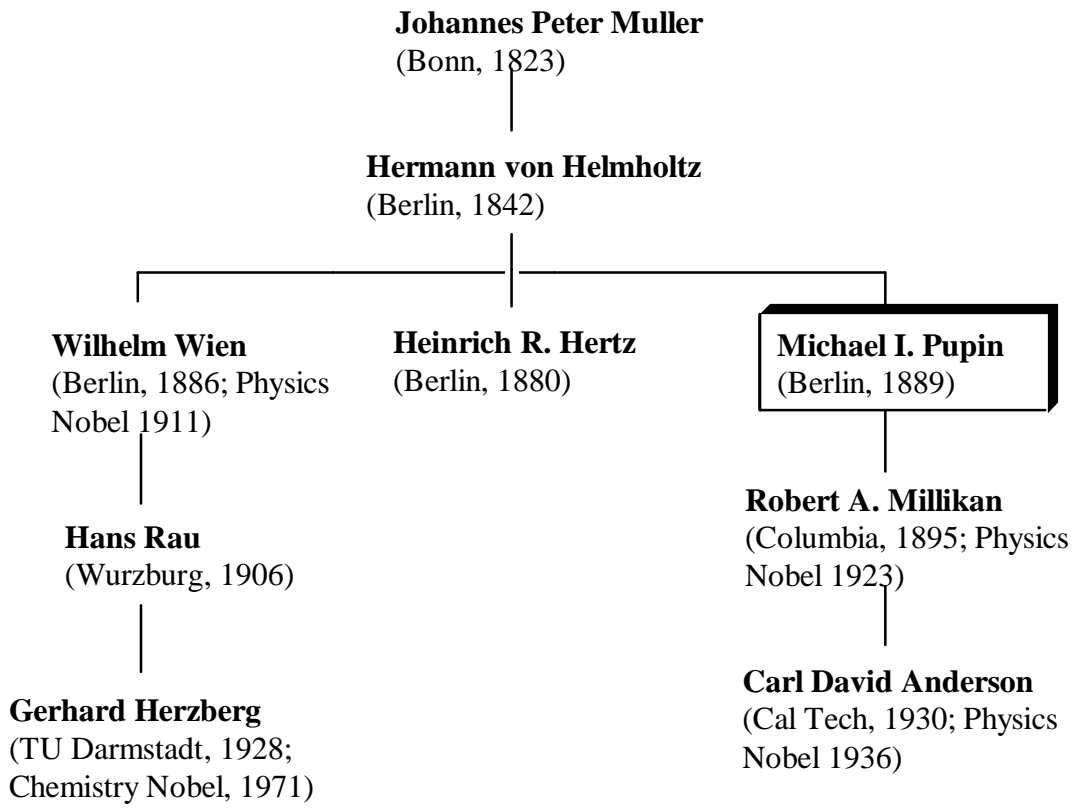 Johannes Peter Muller
(Bonn, 1823)
Hermann von Helmholtz
(Berlin, 1842)
Wilhelm Wien
(Berlin, 1886; Physics
Nobel 1911)
Heinrich R. Hertz
(Berlin, 1880)
Michael I. Pupin
(Berlin, 1889)
Hans Rau
(Wurzburg, 1906)
Robert A. Millikan
(Columbia, 1895; Physics
Nobel 1923)
Gerhard Herzberg
(TU Darmstadt, 1928;
Chemistry Nobel, 1971)
Carl David Anderson
(Cal Tech, 1930; Physics
Nobel 1936)